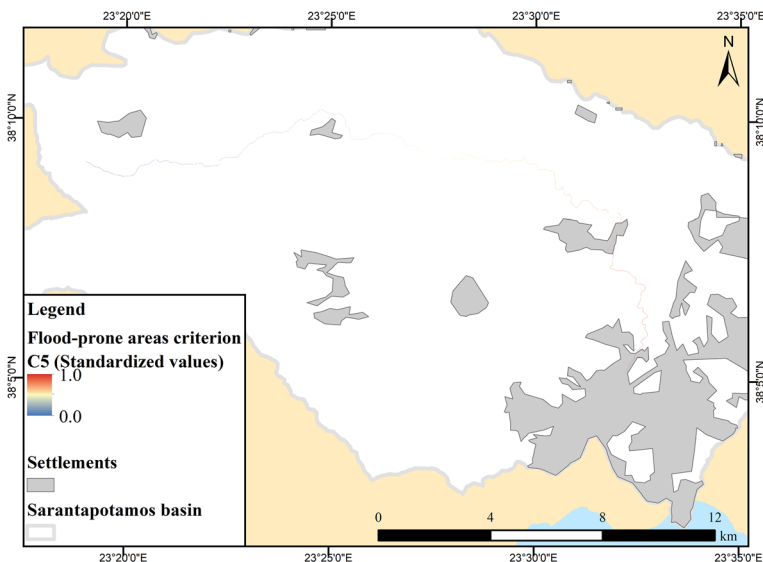 23°20'0"E 23°25'0"E 23°30'0"E 23°35'0"E
N
38°10'0"N
38°10'0"N
Legend
Flood-prone areas criterion
C5 (Standardized values)
1.0
0.0
38°5'0"N
38°5'0"N
Settlements
Sarantapotamos basin
0 4 8 12
km
23°20'0"E 23°25'0"E 23°30'0"E 23°35'0"E